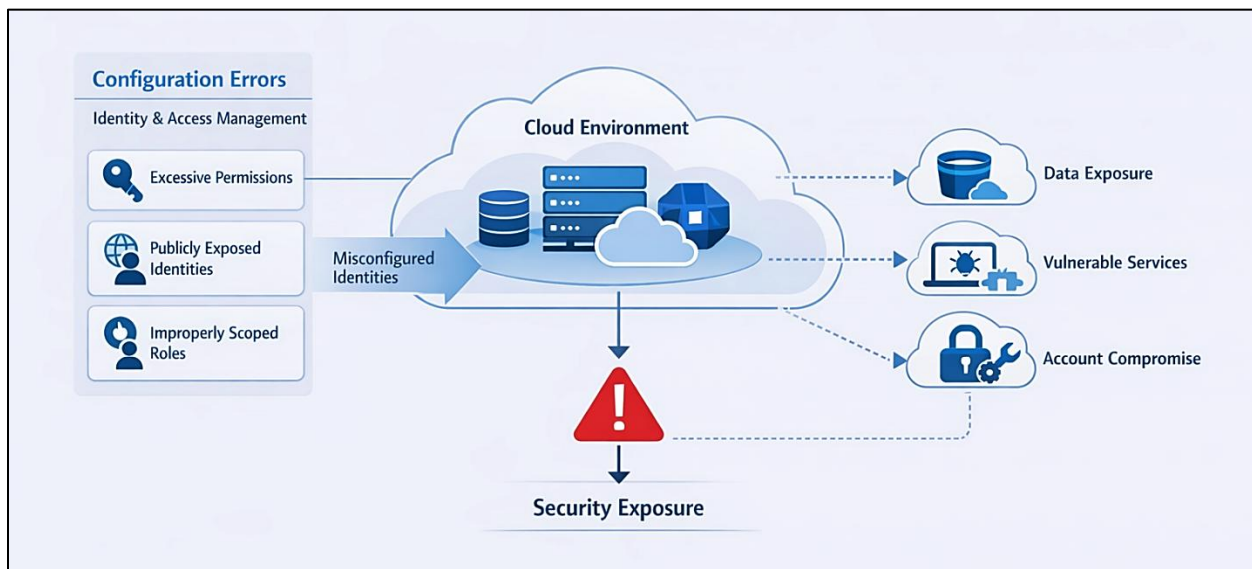 Configuration Errors
Identity & Access Management
Excessive Permissions
Publicly Exposed
Identities
Improperly Scoped
Roles
Misconfigured
Identities
Cloud Environment
Data Exposure
Vulnerable Services
Account Compromise
Security Exposure